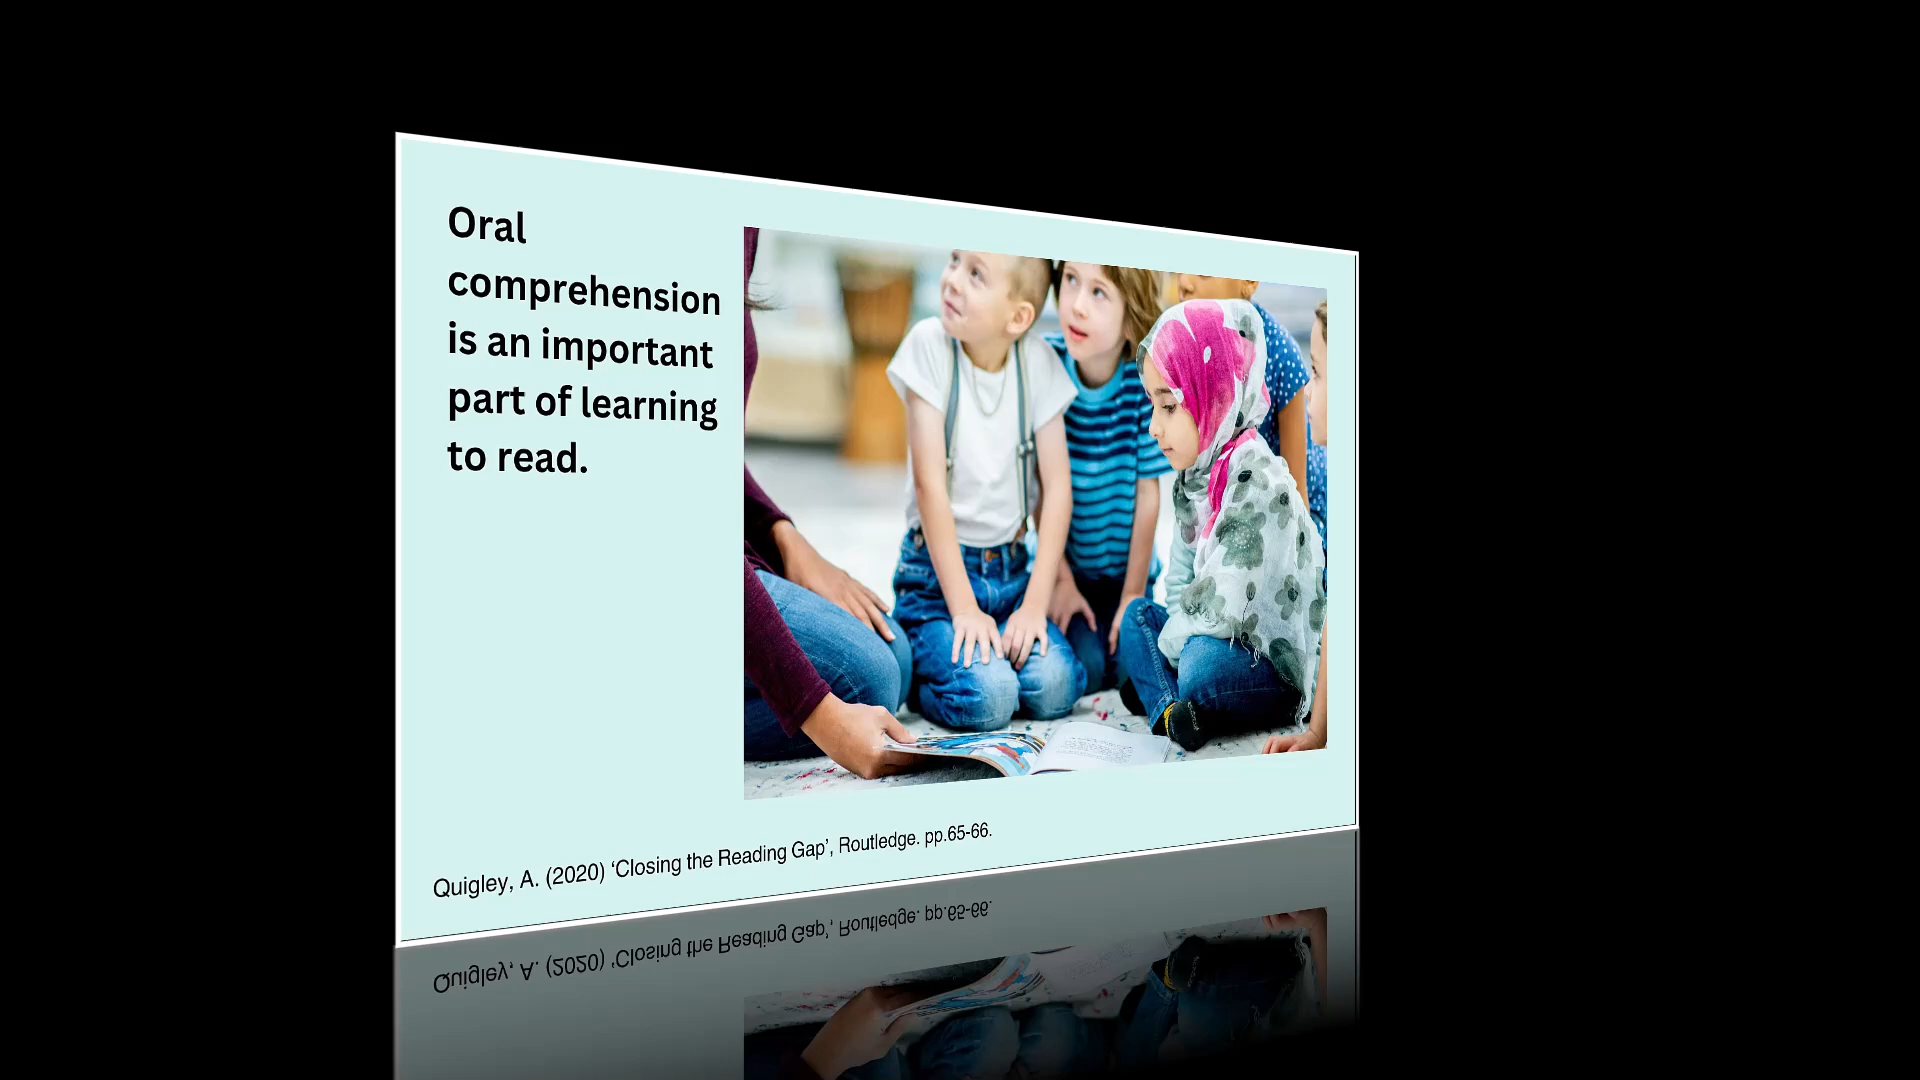 Oral
comprehension
is an important
part of learning
to read.
Quigley, A. (2020) ‘Closing the Reading Gap’, Routledge. pp.65-66.